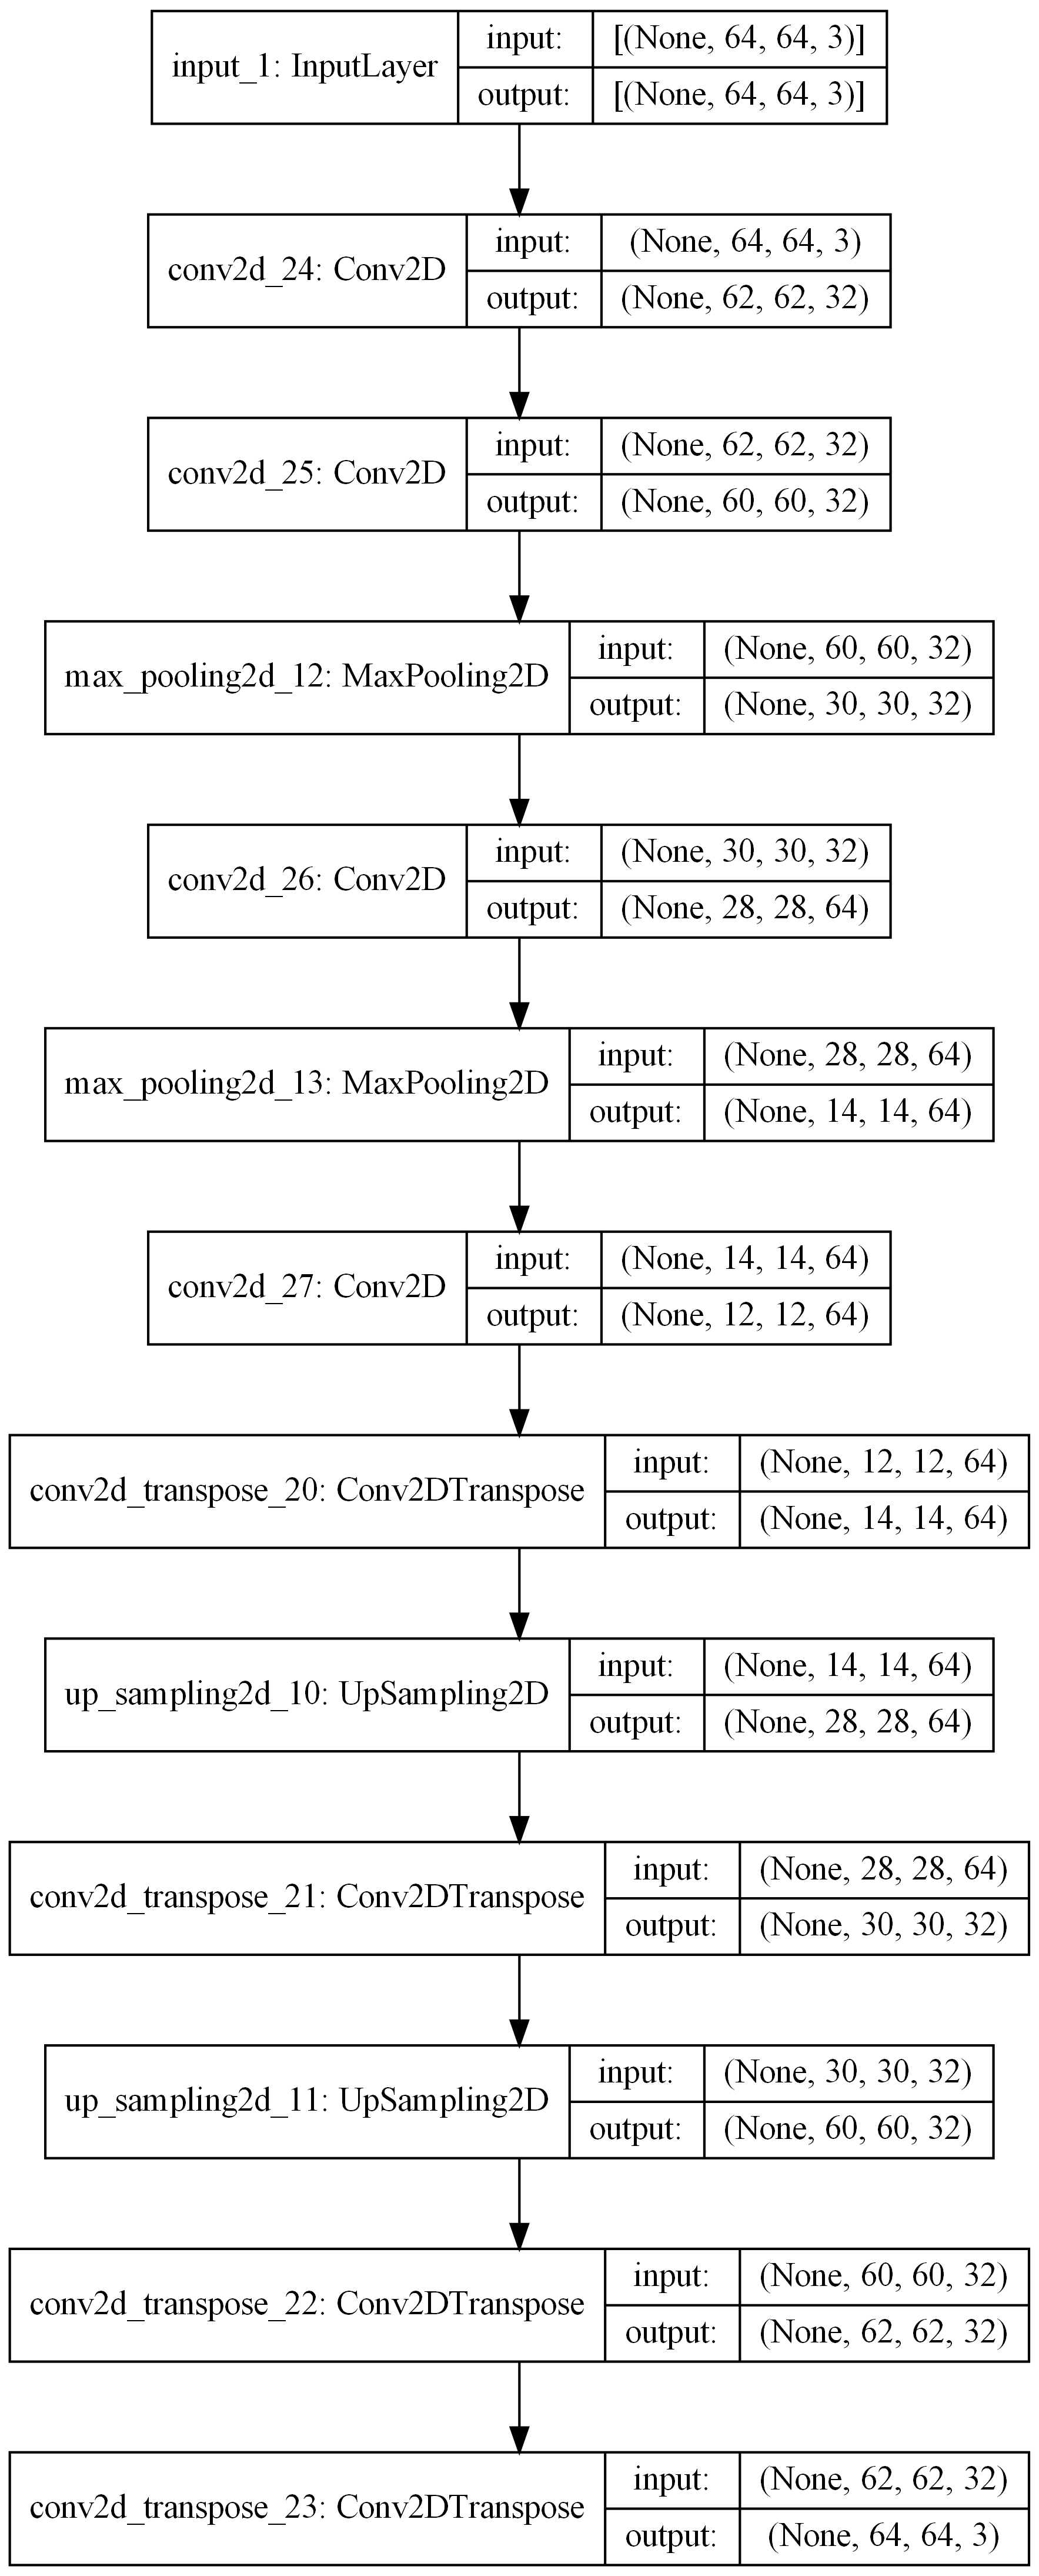 input_1: InputLayer
input: [(None, 64, 64, 3)]
output: [(None, 64, 64, 3)]
conv2d_24: Conv2D
input: (None, 64, 64, 3)
output: (None, 62, 62, 32)
conv2d_25: Conv2D
input: (None, 62, 62, 32)
output: (None, 60, 60, 32)
max_pooling2d_12: MaxPooling2D
input: (None, 60, 60, 32)
output: (None, 30, 30, 32)
conv2d_26: Conv2D
input: (None, 30, 30, 32)
output: (None, 28, 28, 64)
max_pooling2d_13: MaxPooling2D
input: (None, 28, 28, 64)
output: (None, 14, 14, 64)
conv2d_27: Conv2D
input: (None, 14, 14, 64)
output: (None, 12, 12, 64)
conv2d_transpose_20: Conv2DTranspose
input: (None, 12, 12, 64)
output: (None, 14, 14, 64)
up_sampling2d_10: UpSampling2D
input: (None, 14, 14, 64)
output: (None, 28, 28, 64)
conv2d_transpose_21: Conv2DTranspose
input: (None, 28, 28, 64)
output: (None, 30, 30, 32)
up_sampling2d_11: UpSampling2D
input: (None, 30, 30, 32)
output: (None, 60, 60, 32)
conv2d_transpose_22: Conv2DTranspose
input: (None, 60, 60, 32)
output: (None, 62, 62, 32)
conv2d_transpose_23: Conv2DTranspose
input: (None, 62, 62, 32)
output: (None, 64, 64, 3)